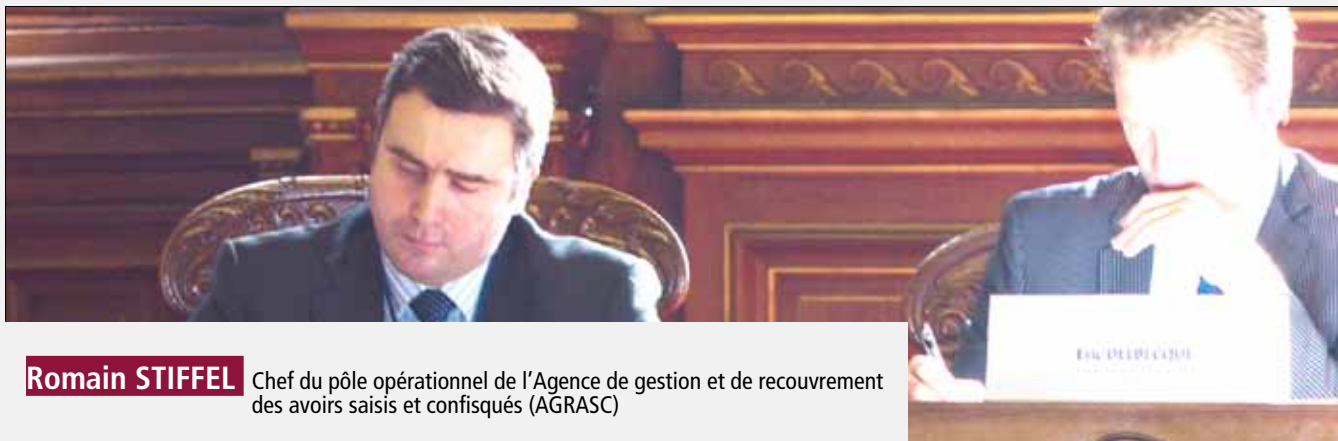 Romain STIFFEL Chef du pôle opérationnel de l'Agence de gestion et de recouvrement
des avoirs saisis et confisqués (AGRASC)